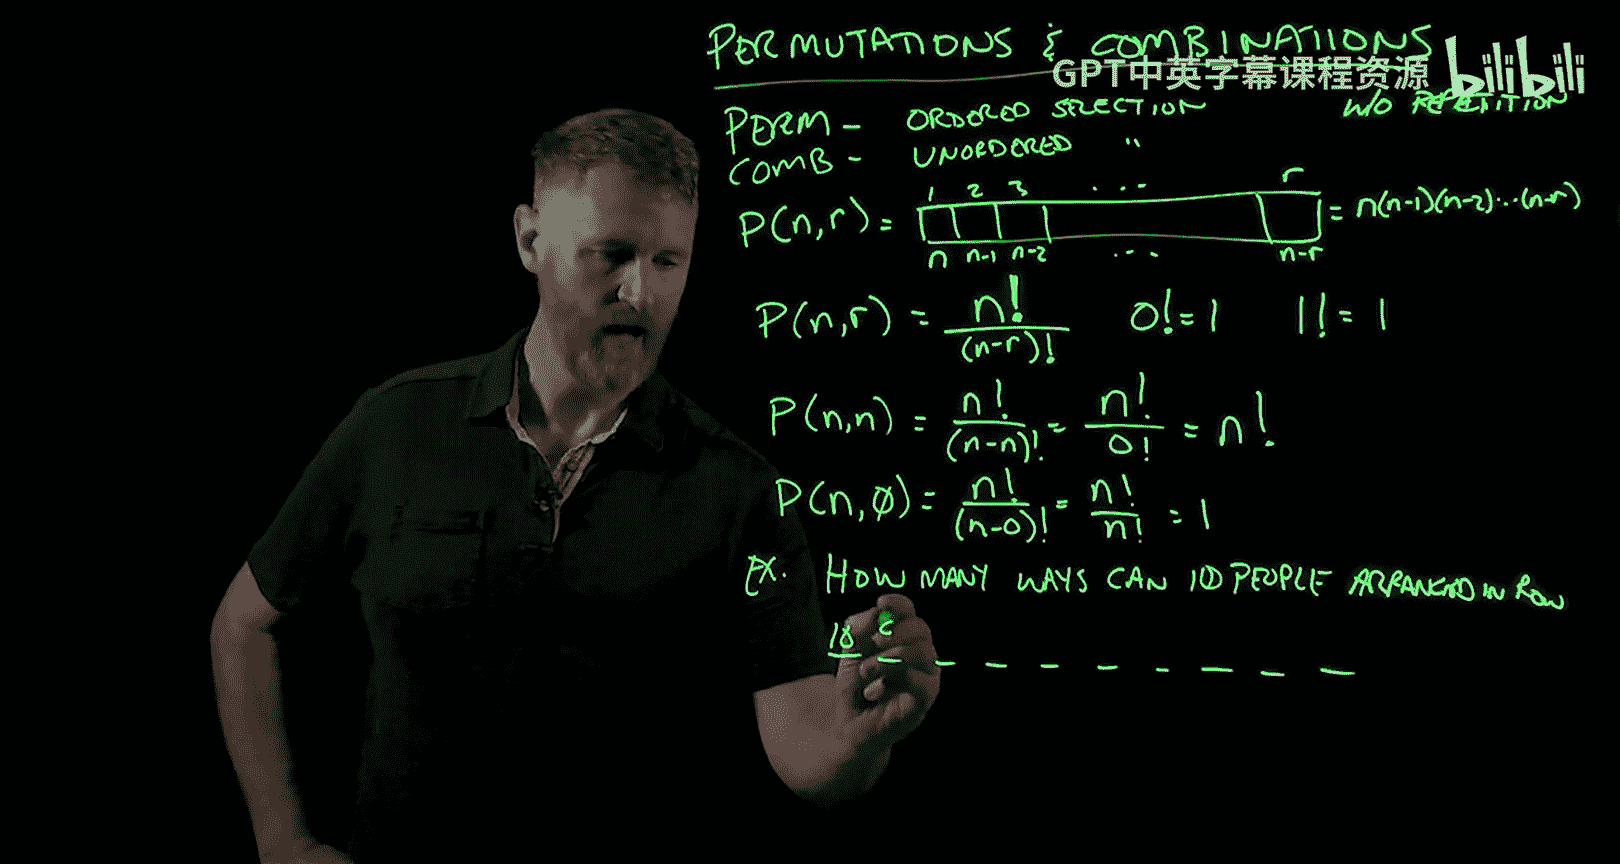 PERMUTATIONS & COMBINATIIONS
GPT中英字幕课程资源 bilibili
PERM - ORDERED SELECTION W/O REPETITION
COMB - UNORDERED "
1 2 3 ... r
P(n,r) = = n(n-1)(n-2)...(n-r)
n n-1 n-2 ... n-r
P(n,r) = n!/(n-r)! 0! = 1 1! = 1
P(n,n) = n!/(n-n)! = n!/0! = n!
P(n,∅) = n!/(n-0)! = n!/n! = 1
EX. HOW MANY WAYS CAN 10 PEOPLE ARRANGED IN ROW
10